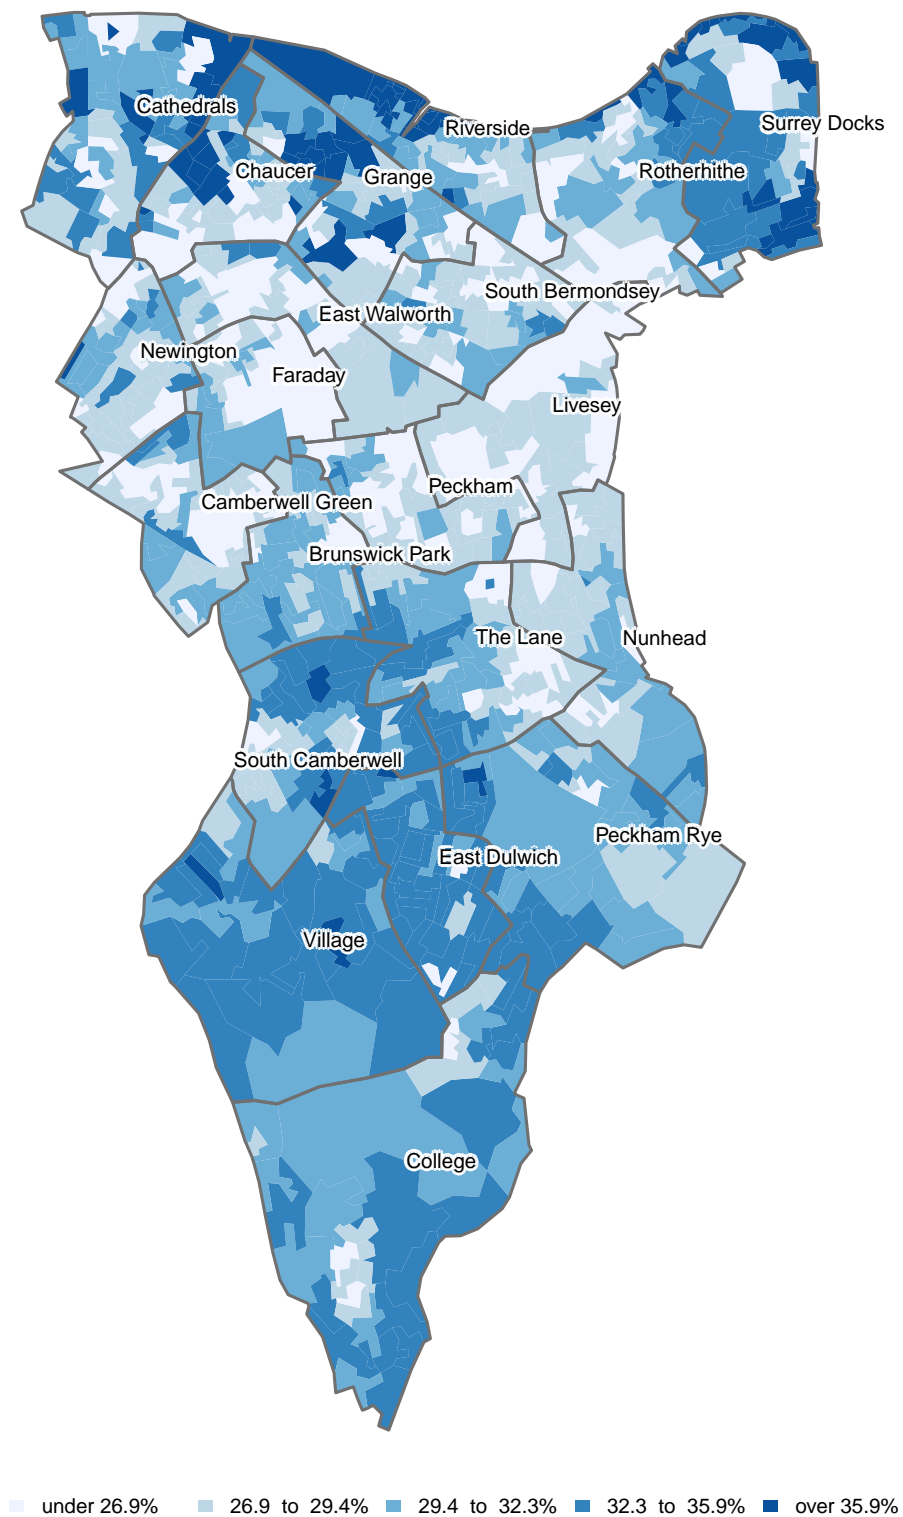 Cathedrals
Surrey Docks
Riverside
Chaucer
Grange
Rotherhithe
South Bermondsey
East Walworth
Newington
Faraday
Livesey
Peckham
Camberwell Green
Brunswick Park
The Lane
Nunhead
South Camberwell
Peckham Rye
East Dulwich
Village
College
under 26.9% 26.9 to 29.4% 29.4 to 32.3% 32.3 to 35.9% over 35.9%